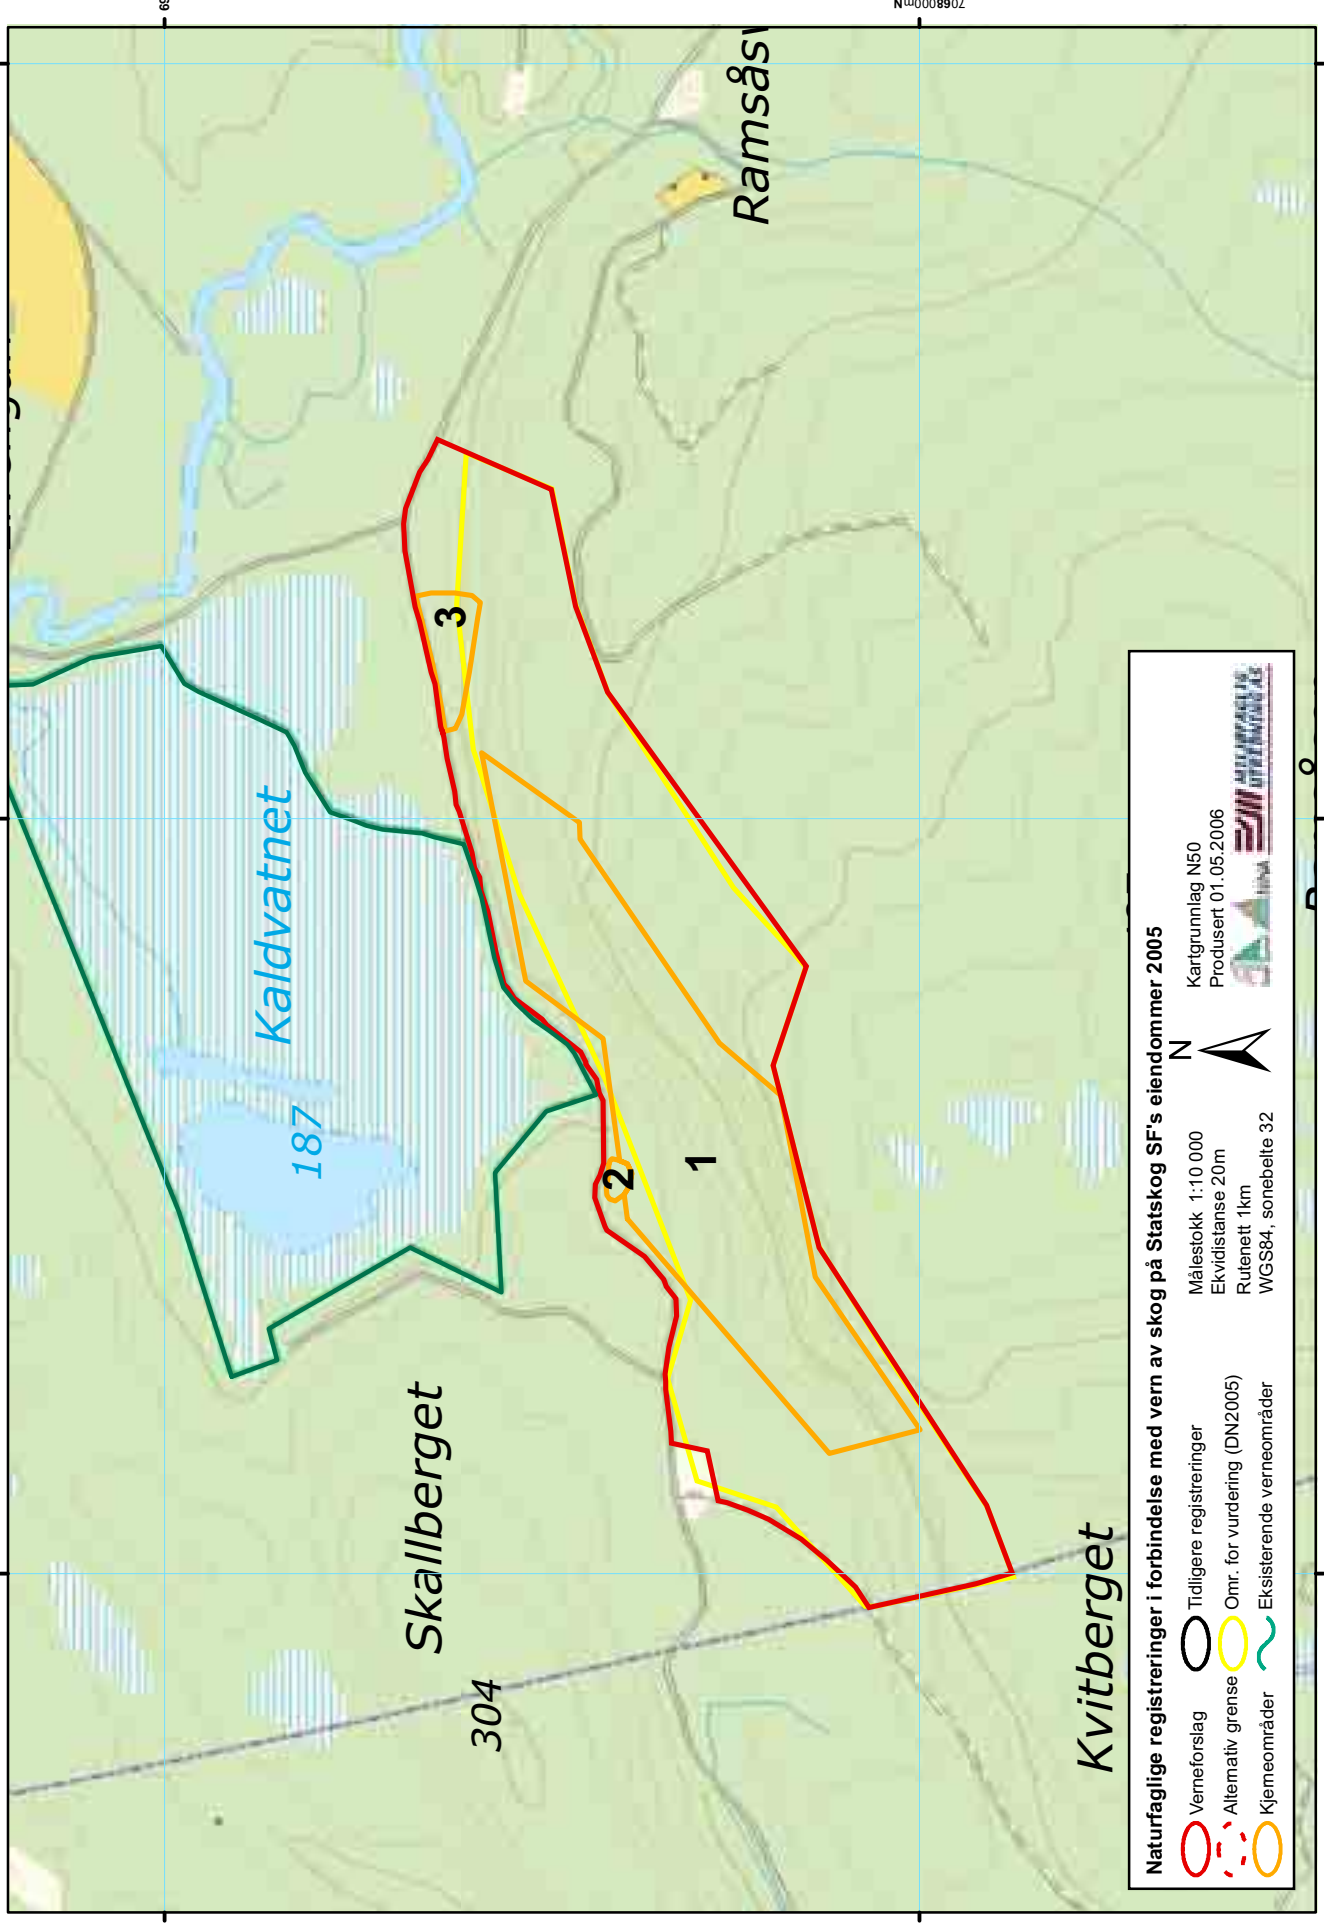 7068000mN
Kaldvatnet
187
Ramsåsv
Skallberget
304
3
2
1
Kvitberget
Naturfaglige registreringer i forbindelse med vern av skog på Statskog SF's eiendommer 2005
Verneforslag
Tidligere registreringer
Alternativ grense
Omr. for vurdering (DN2005)
Kjerneområder
Eksisterende verneområder
Målestokk 1:10 000
Ekvidistanse 20m
Rutenett 1km
WGS84, sonebelte 32
N
Kartgrunnlag N50
Produsert 01.05.2006
NINA